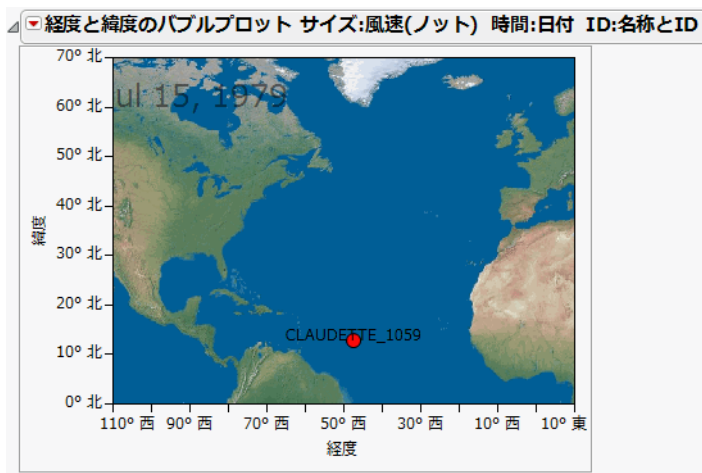 経度と緯度のバブルプロット サイズ:風速(ノット) 時間:日付 ID:名称とID
ul 15, 1979
70° 北
60° 北
50° 北
40° 北
30° 北
20° 北
10° 北
0° 北
緯度
CLAUDETTE_1059
110° 西 90° 西 70° 西 50° 西 30° 西 10° 西 10° 東
経度